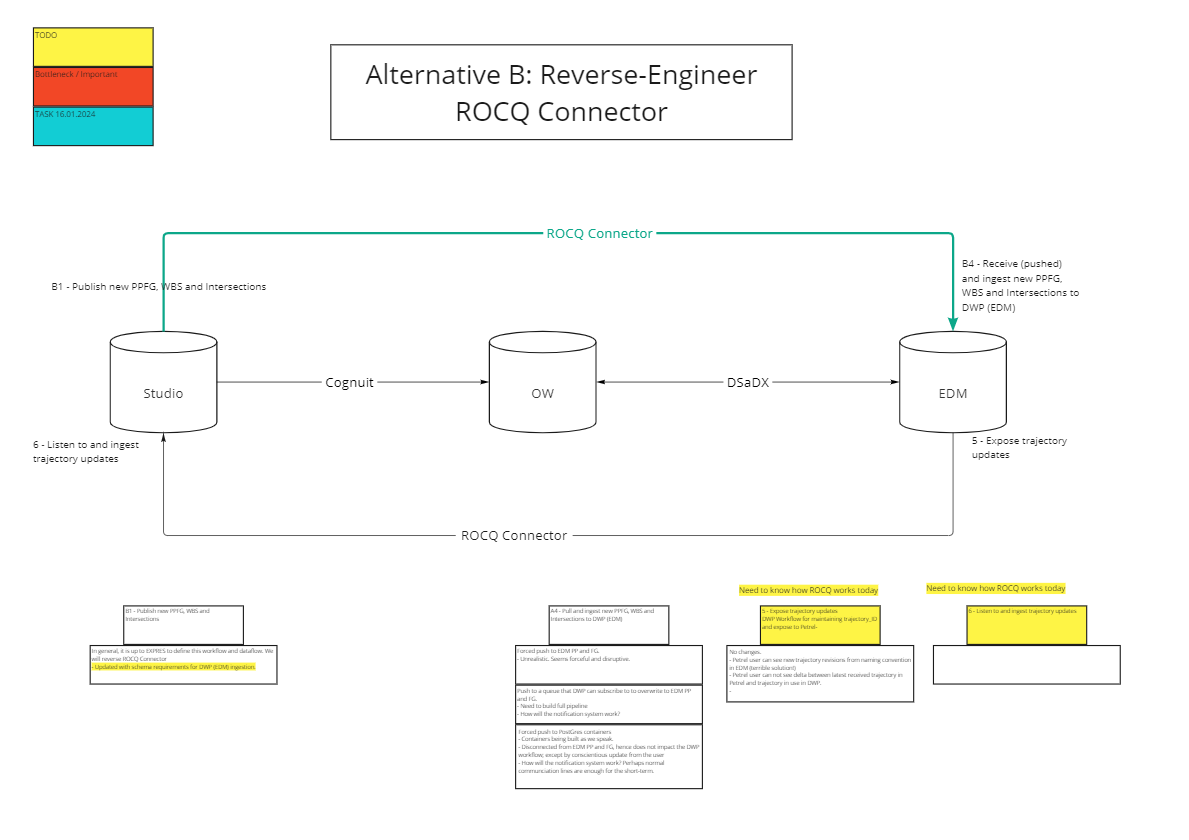 TODO
Bottleneck / Important
TASK 16.01.2024
Alternative B: Reverse-Engineer
ROCQ Connector
ROCQ Connector
B1 - Publish new PPFG, WBS and Intersections
B4 - Receive (pushed)
and ingest new PPFG,
WBS and Intersections to
DWP (EDM)
Studio
Cognuit
OW
DSaDX
EDM
6 - Listen to and ingest
trajectory updates
5 - Expose trajectory
updates
ROCQ Connector
B1 - Publish new PPFG, WBS and
Intersections
In general, it is up to EXPRES to define this workflow and dataflow. We
will reverse ROCQ Connector
- Updated with schema requirements for DWP (EDM) ingestion.
A4 - Pull and ingest new PPFG, WBS and
Intersections to DWP (EDM)
Forced push to EDM PP and FG.
- Unrealistic. Seems forceful and disruptive.
Push to a queue that DWP can subscribe to to overwrite to EDM PP
and FG.
- Need to build full pipeline
- How will the notification system work?
Forced push to PostGres containers
- Containers being built as we speak.
- Disconnected from EDM PP and FG, hence does not impact the DWP
workflow; except by conscientious update from the user
- How will the notification system work? Perhaps normal
communciation lines are enough for the short-term.
Need to know how ROCQ works today
5 - Expose trajectory updates
DWP Workflow for maintaining trajectory_ID
and expose to Petrel-
No changes.
- Petrel user can see new trajectory revisions from naming convention
in EDM (terrible solution!)
- Petrel user can not see delta between latest received trajectory in
Petrel and trajectory in use in DWP.
-
Need to know how ROCQ works today
6 - Listen to and ingest trajectory updates